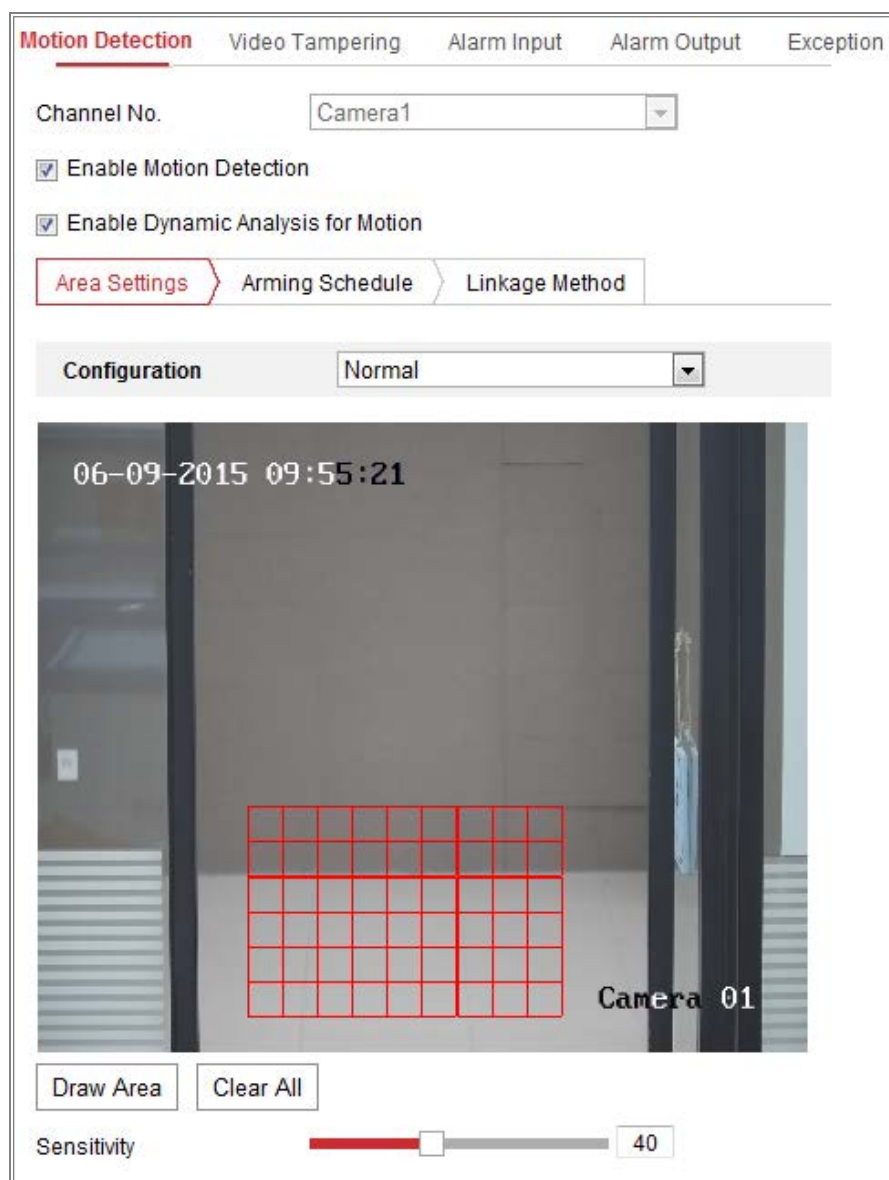 Motion Detection Video Tampering Alarm Input Alarm Output Exception
Channel No. Camera1
Enable Motion Detection
Enable Dynamic Analysis for Motion
Area Settings Arming Schedule Linkage Method
Configuration Normal
06-09-2015 09:55:21
Camera 01
Draw Area Clear All
Sensitivity 40